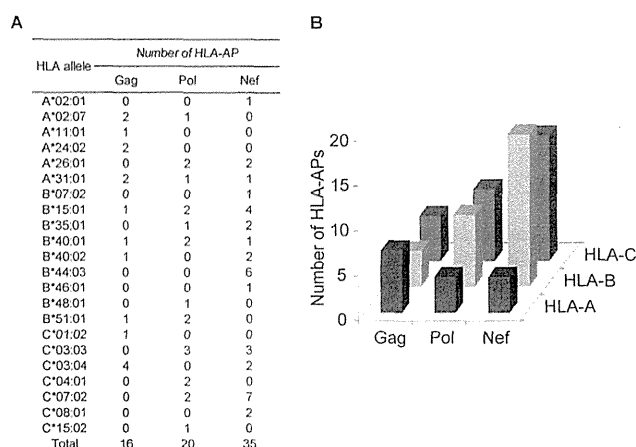 A
Number of HLA-AP
HLA allele
Gag Pol Nef
A*02:01 0 0 1
A*02:07 2 1 0
A*11:01 1 0 0
A*24:02 2 0 0
A*26:01 0 2 2
A*31:01 2 1 1
B*07:02 0 0 1
B*15:01 1 2 4
B*35:01 0 1 2
B*40:01 1 2 1
B*40:02 1 0 2
B*44:03 0 0 6
B*46:01 0 0 1
B*48:01 0 1 0
B*51:01 1 2 0
C*01:02 1 0 0
C*03:03 0 3 3
C*03:04 4 0 2
C*04:01 0 2 0
C*07:02 0 2 7
C*08:01 0 0 2
C*15:02 0 1 0
Total 16 20 35
B
Number of HLA-APs
20
15
10
5
0
Gag Pol Nef
HLA-C
HLA-B
HLA-A